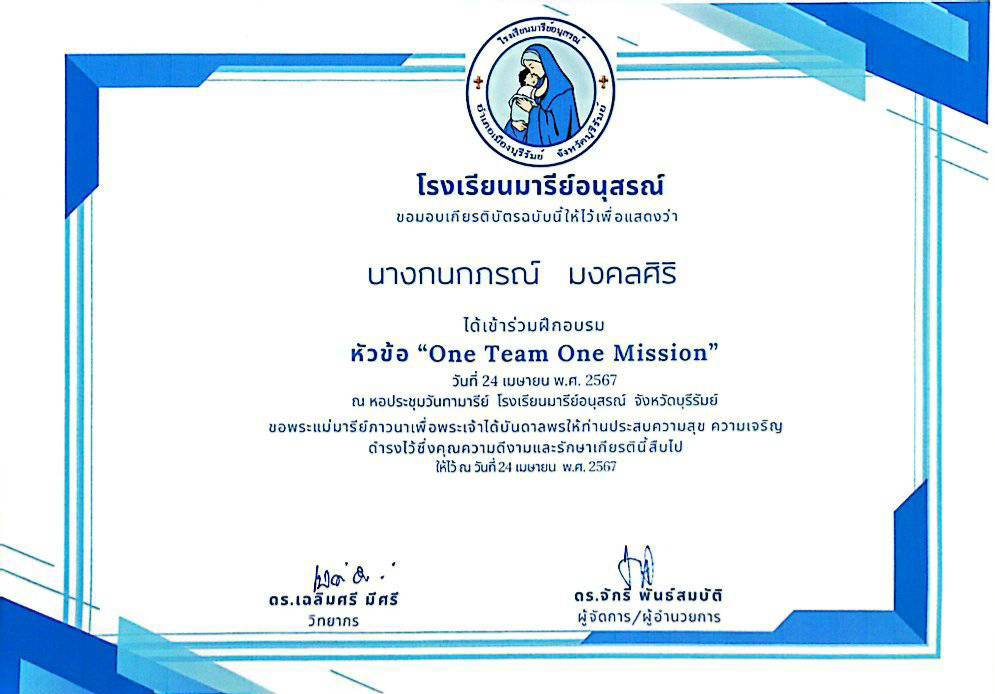 โรงเรียนมารีย์อนุสรณ์
อำเภอเมืองบุรีรัมย์ จังหวัดบุรีรัมย์
โรงเรียนมารีย์อนุสรณ์
ขอมอบเกียรติบัตรฉบับนี้ให้ไว้เพื่อแสดงว่า
นางกนกภรณ์ มงคลศิริ
ได้เข้าร่วมฝึกอบรม
หัวข้อ “One Team One Mission”
วันที่ 24 เมษายน พ.ศ. 2567
ณ หอประชุมวันทามารีย์ โรงเรียนมารีย์อนุสรณ์ จังหวัดบุรีรัมย์
ขอพระแม่มารีย์ภาวนาเพื่อพระเจ้าได้บันดาลพรให้ท่านประสบความสุข ความเจริญ
ดำรงไว้ซึ่งคุณความดีงามและรักษาเกียรตินี้สืบไป
ให้ไว้ ณ วันที่ 24 เมษายน พ.ศ. 2567
ดร.เฉลิมศรี มีศรี
วิทยากร
ดร.จักรี พันธ์สมบัติ
ผู้จัดการ/ผู้อำนวยการ